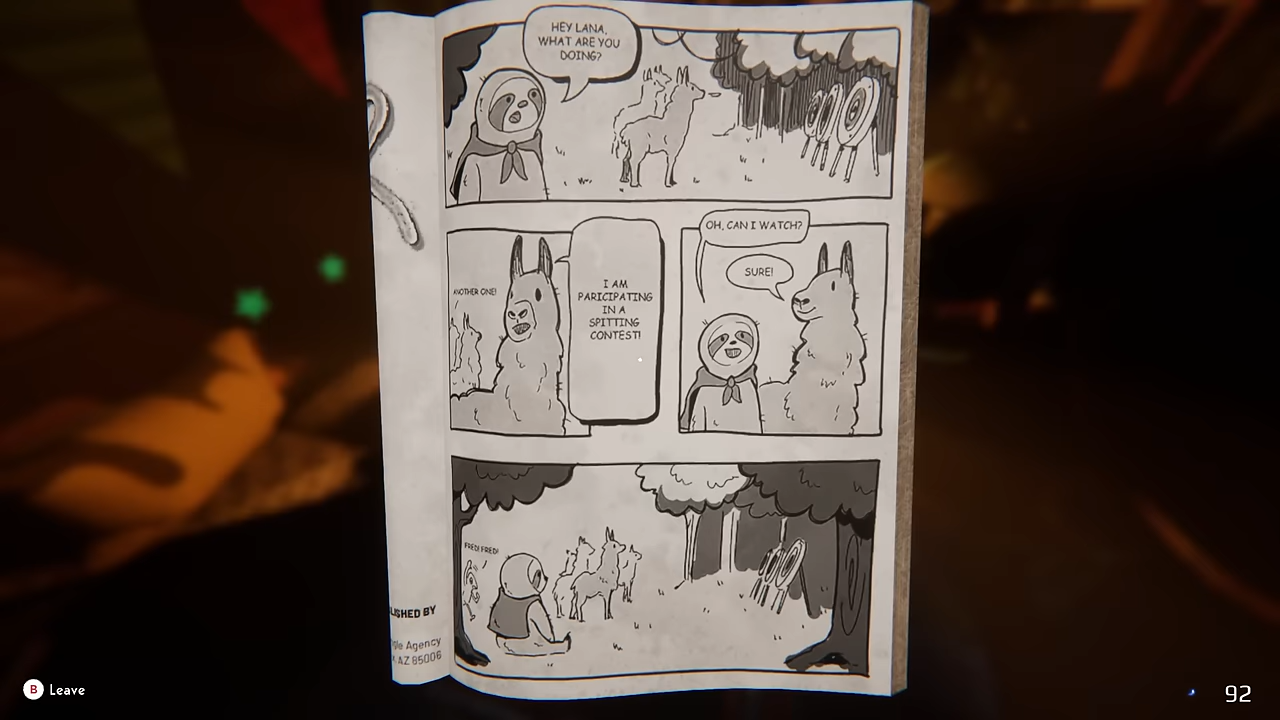 HEY LANA,
WHAT ARE YOU
DOING?
ANOTHER ONE!
I AM
PARICIPATING
IN A
SPITTING
CONTEST!
OH, CAN I WATCH?
SURE!
FRED! FRED!
LISHED BY
gle Agency
AZ 85006
B Leave
92